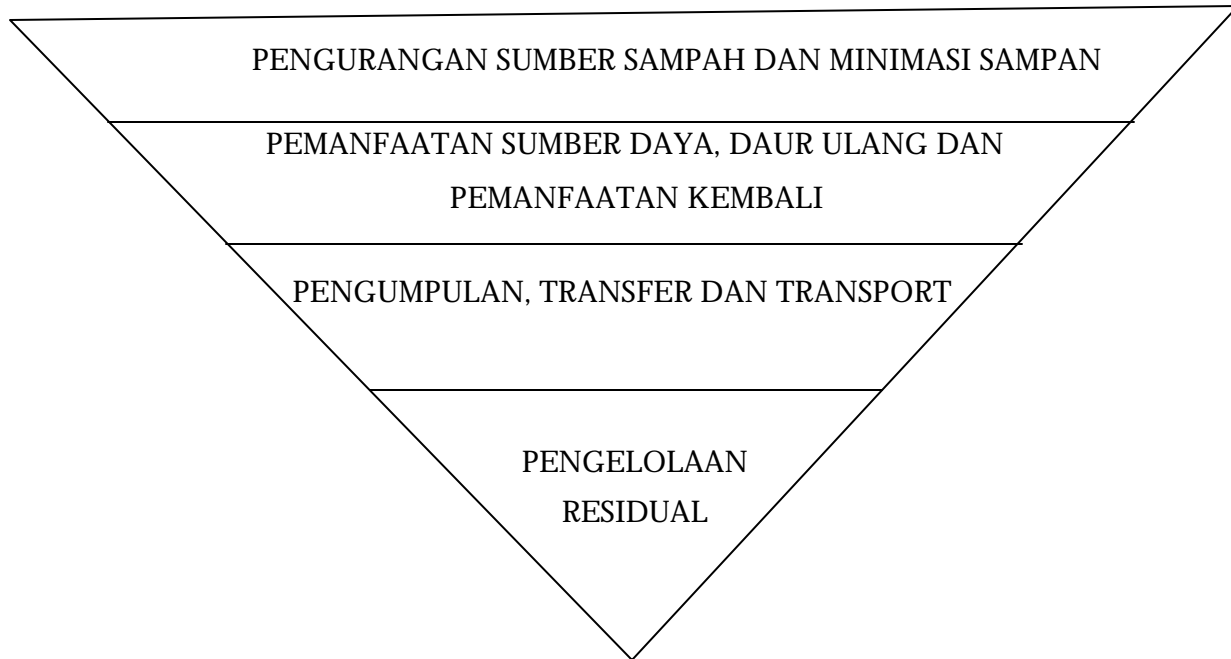 PENGURANGAN SUMBER SAMPAH DAN MINIMASI SAMPAN
PEMANFAATAN SUMBER DAYA, DAUR ULANG DAN
PEMANFAATAN KEMBALI
PENGUMPULAN, TRANSFER DAN TRANSPORT
PENGELOLAAN
RESIDUAL